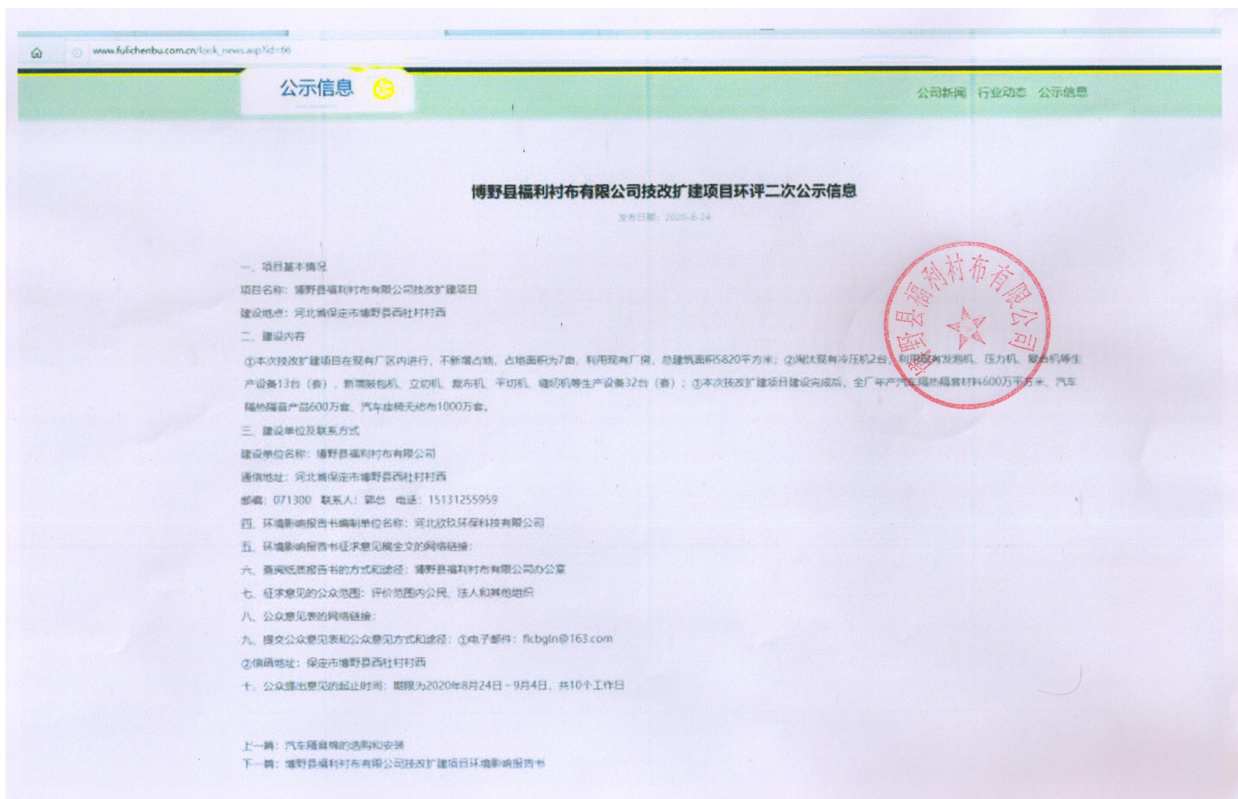 www.fulichenbu.com.cn/look_news.asp?id=66
公示信息
公司新闻 行业动态 公示信息
博野县福利衬布有限公司技改扩建项目环评二次公示信息
发布日期：2020-8-24
一、项目基本情况
项目名称：博野县福利衬布有限公司技改扩建项目
建设地点：河北省保定市博野县西杜村村西
二、建设内容
①本次技改扩建项目在现有厂区内进行，不新增占地，占地面积为7亩，利用现有厂房，总建筑面积5820平方米；②淘汰现有冷压机2台，利用现有发泡机、压力机、复合机等生
产设备13台（套），新增破包机、立切机、复布机、平切机、缝纫机等生产设备32台（套）；③本次技改扩建项目建设完成后，全厂年产汽车隔热隔音材料600万平方米、汽车
隔热隔音产品600万套、汽车座椅无纺布1000万套。
三、建设单位及联系方式
建设单位名称：博野县福利衬布有限公司
通信地址：河北省保定市博野县西杜村村西
邮编：071300 联系人：郭总 电话：15131255959
四、环境影响报告书编制单位名称：河北欣玖环保科技有限公司
五、环境影响报告书征求意见稿全文的网络链接：
六、查阅纸质报告书的方式和途径：博野县福利衬布有限公司办公室
七、征求意见的公众范围：评价范围内公民、法人和其他组织
八、公众意见表的网络链接：
九、提交公众意见表和公众意见方式和途径：①电子邮件：flcbgln@163.com
②信函地址：保定市博野县西杜村村西
十、公众提出意见的起止时间：期限为2020年8月24日~9月4日，共10个工作日
上一篇：汽车隔音棉的选购和安装
下一篇：博野县福利衬布有限公司技改扩建项目环境影响报告书
博野县福利衬布有限公司